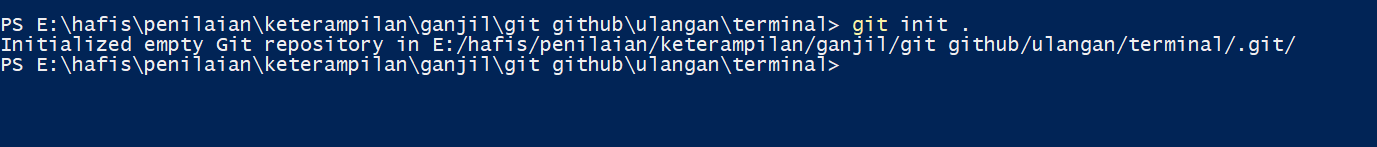 PS E:\hafis\penilaian\keterampilan\ganjil\git github\ulangan\terminal> git init .
Initialized empty Git repository in E:/hafis/penilaian/keterampilan/ganjil/git github/ulangan/terminal/.git/
PS E:\hafis\penilaian\keterampilan\ganjil\git github\ulangan\terminal>